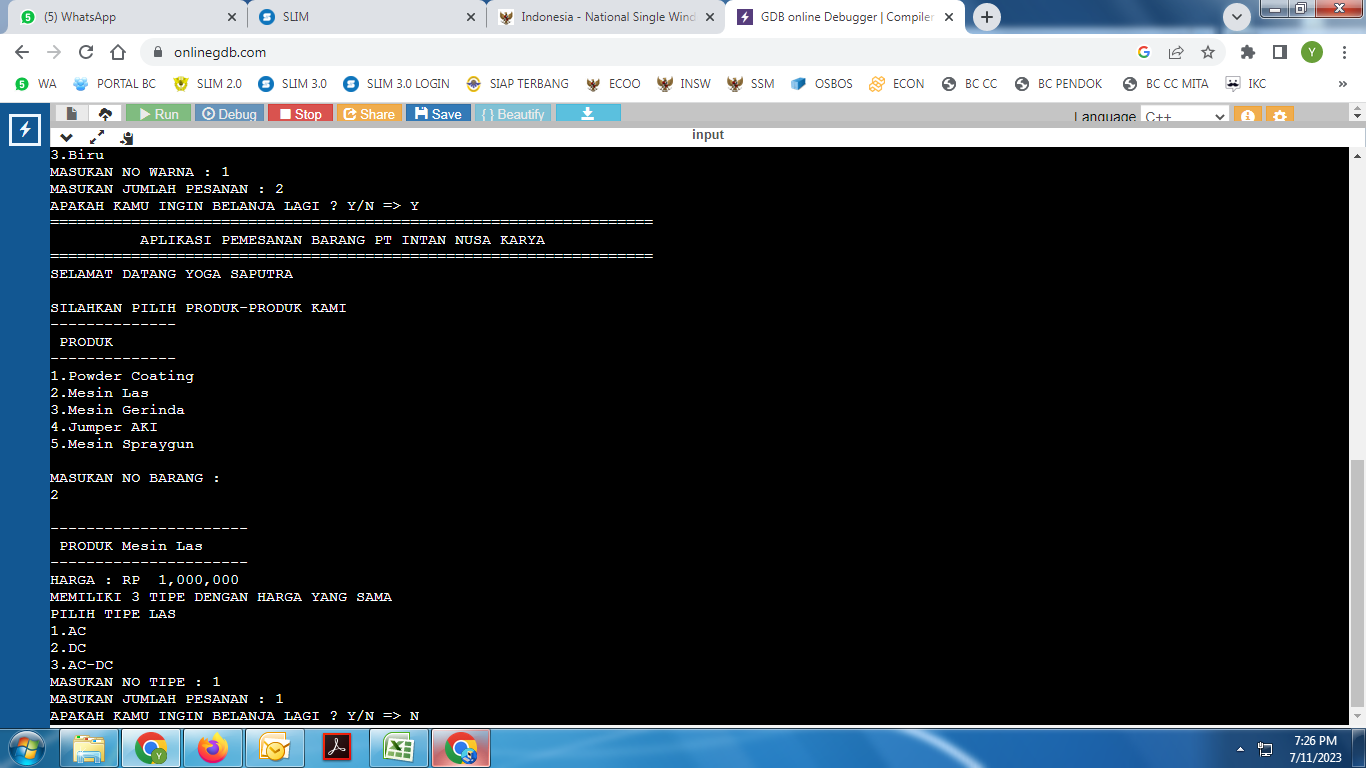 (5) WhatsApp
SLIM
Indonesia - National Single Wind
GDB online Debugger | Compiler
onlinegdb.com
Y
WA
PORTAL BC
SLIM 2.0
SLIM 3.0
SLIM 3.0 LOGIN
SIAP TERBANG
ECOO
INSW
SSM
OSBOS
ECON
BC CC
BC PENDOK
BC CC MITA
IKC
»
Run
Debug
Stop
Share
Save
{ } Beautify
Language C++
input
3.Biru
MASUKAN NO WARNA : 1
MASUKAN JUMLAH PESANAN : 2
APAKAH KAMU INGIN BELANJA LAGI ? Y/N => Y
===================================================================
APLIKASI PEMESANAN BARANG PT INTAN NUSA KARYA
===================================================================
SELAMAT DATANG YOGA SAPUTRA
SILAHKAN PILIH PRODUK-PRODUK KAMI
--------------
PRODUK
--------------
1.Powder Coating
2.Mesin Las
3.Mesin Gerinda
4.Jumper AKI
5.Mesin Spraygun
MASUKAN NO BARANG :
2
----------------------
PRODUK Mesin Las
----------------------
HARGA : RP  1,000,000
MEMILIKI 3 TIPE DENGAN HARGA YANG SAMA
PILIH TIPE LAS
1.AC
2.DC
3.AC-DC
MASUKAN NO TIPE : 1
MASUKAN JUMLAH PESANAN : 1
APAKAH KAMU INGIN BELANJA LAGI ? Y/N => N
7:26 PM
7/11/2023